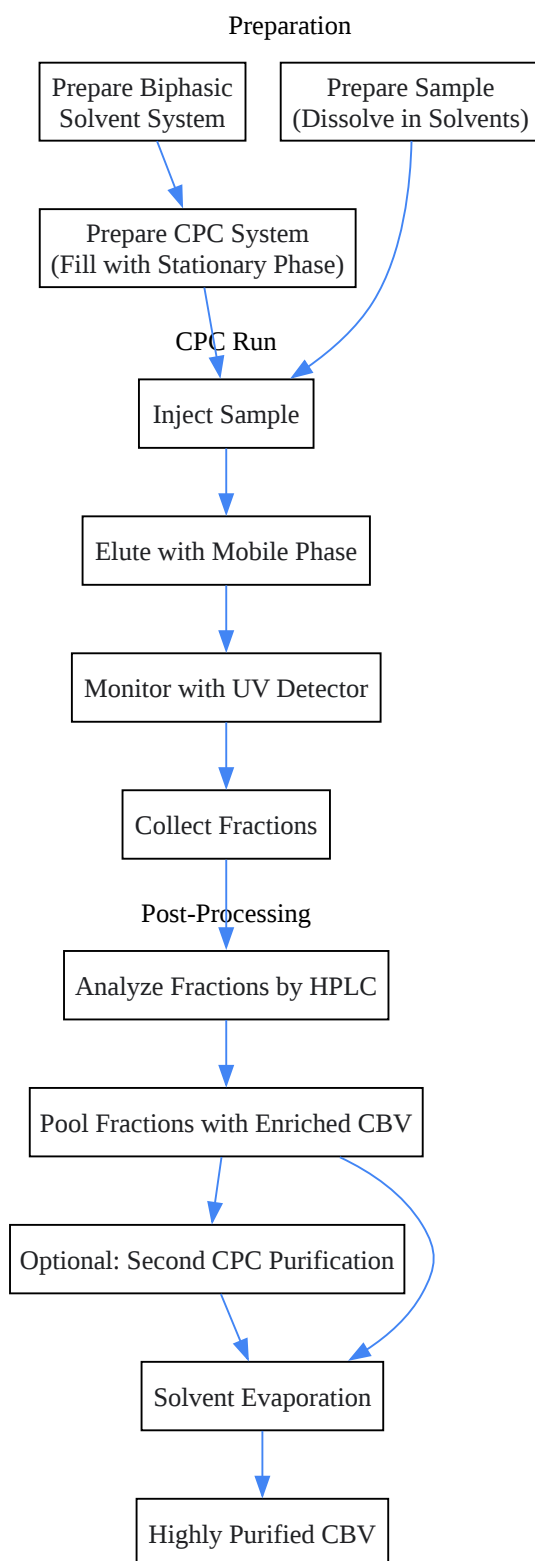 Preparation
Prepare Biphasic
Solvent System
Prepare Sample
(Dissolve in Solvents)
Prepare CPC System
(Fill with Stationary Phase)
CPC Run
Inject Sample
Elute with Mobile Phase
Monitor with UV Detector
Collect Fractions
Post-Processing
Analyze Fractions by HPLC
Pool Fractions with Enriched CBV
Optional: Second CPC Purification
Solvent Evaporation
Highly Purified CBV